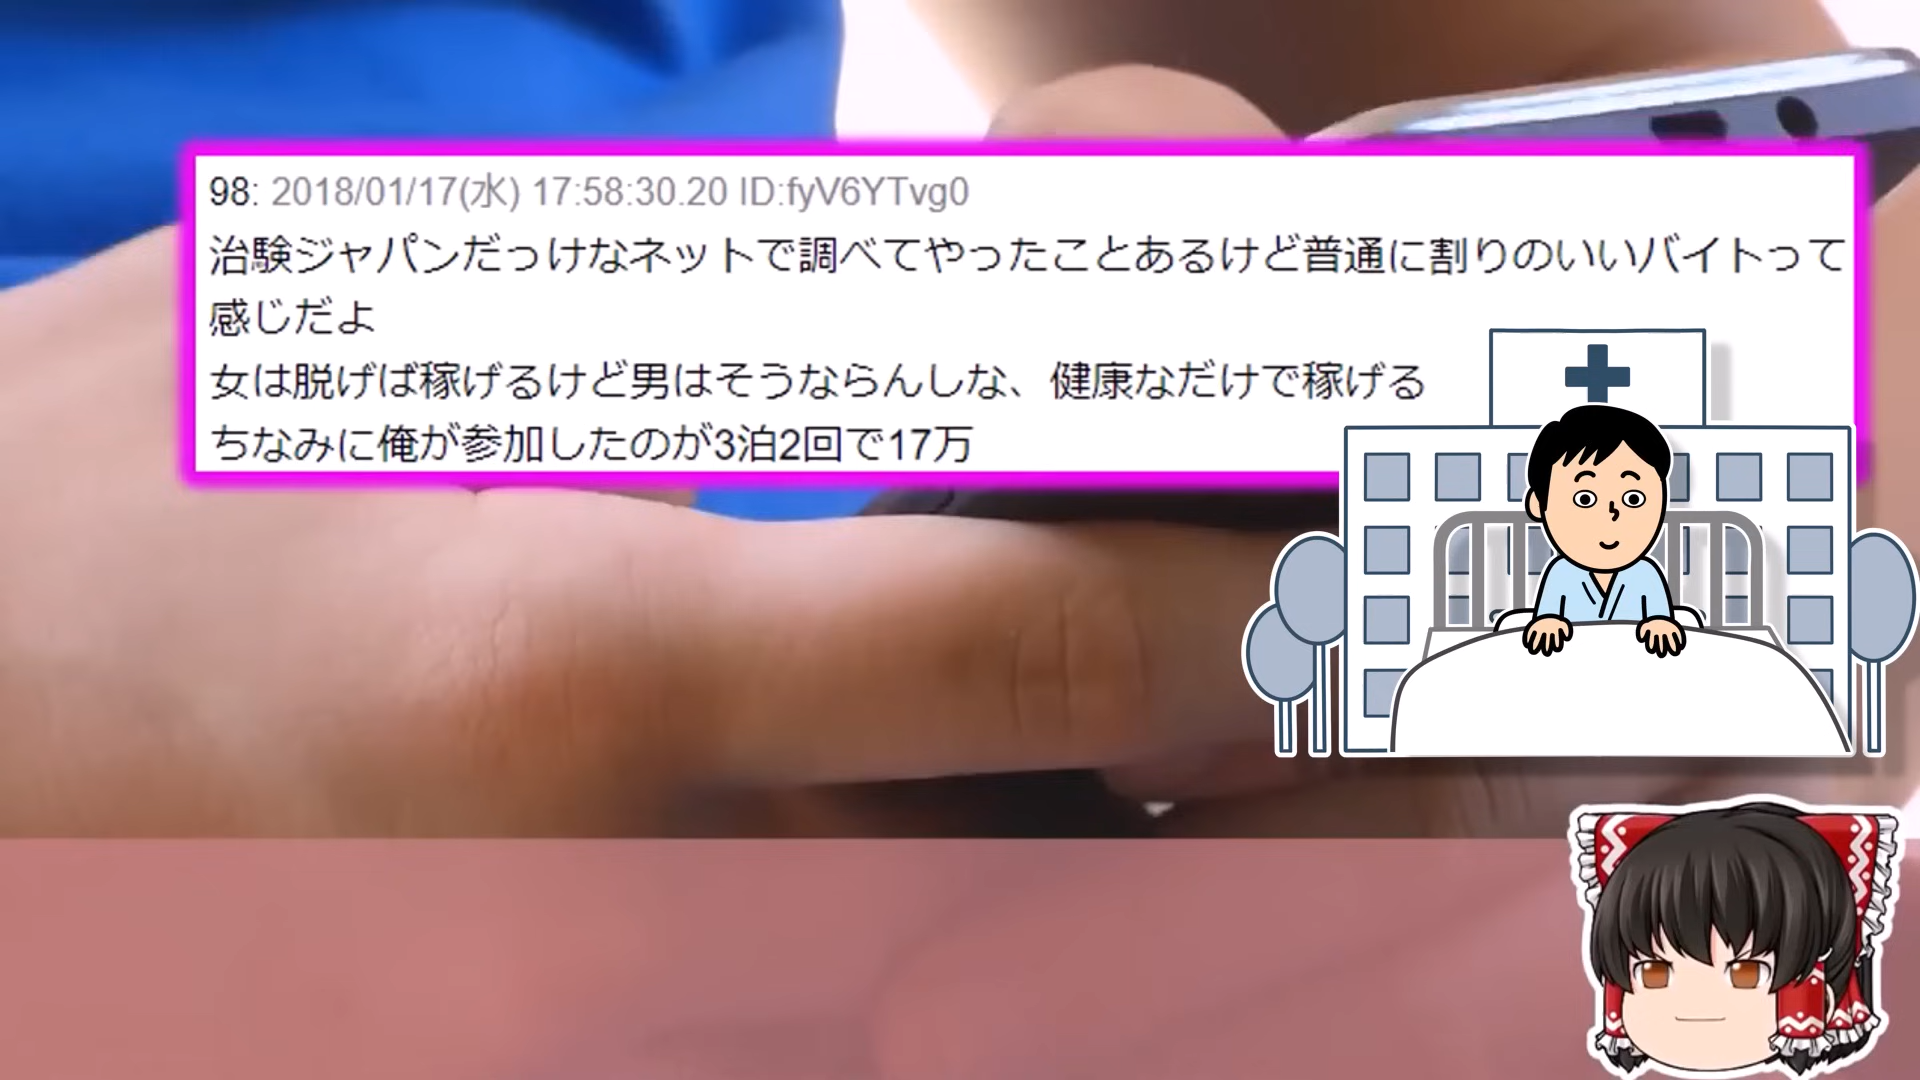 98: 2018/01/17(水) 17:58:30.20 ID:fyV6YTvg0
治験ジャパンだっけなネットで調べてやったことあるけど普通に割りのいいバイトって
感じだよ
女は脱げば稼げるけど男はそうならんしな、健康なだけで稼げる
ちなみに俺が参加したのが3泊2回で17万